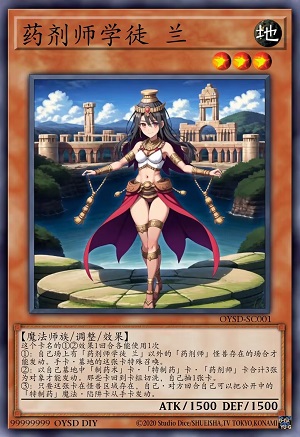 药剂师学徒 兰
地
OYSD-SC001
【魔法师族/调整/效果】
这个卡名的①②效果1回合各能使用1次
①：自己场上有「药剂师学徒 兰」以外的「药剂师」怪兽存在的场合才
能发动。手卡·墓地的这张卡特殊召唤。
②：以自己墓地中「制药术」卡·「特制药」卡·「药剂师」卡合计3张
为对象才能发动。那些卡回到卡组切洗，自己抽1张卡。
③：只要这张卡在怪兽区域存在，自己·对方回合自己可以把公开中的
「特制药」魔法·陷阱卡从手卡发动。
ATK/1500 DEF/1500
99999999 OYSD DIY
©2020 Studio Dice/SHUEISHA,TV TOKYO,KONAMI